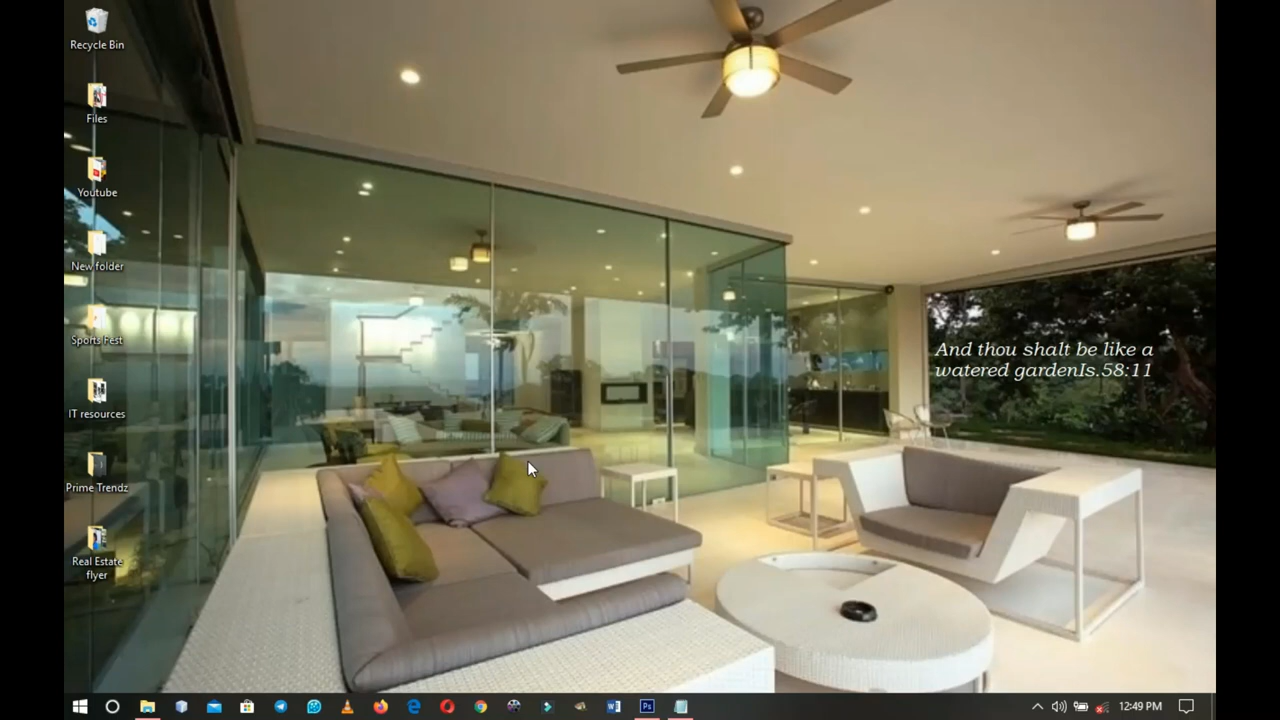 Recycle Bin
Files
Youtube
New folder
Sports Fest
IT resources
Prime Trendz
Real Estate
flyer
And thou shalt be like a
watered gardenIs.58:11
W
Ps
12:49 PM